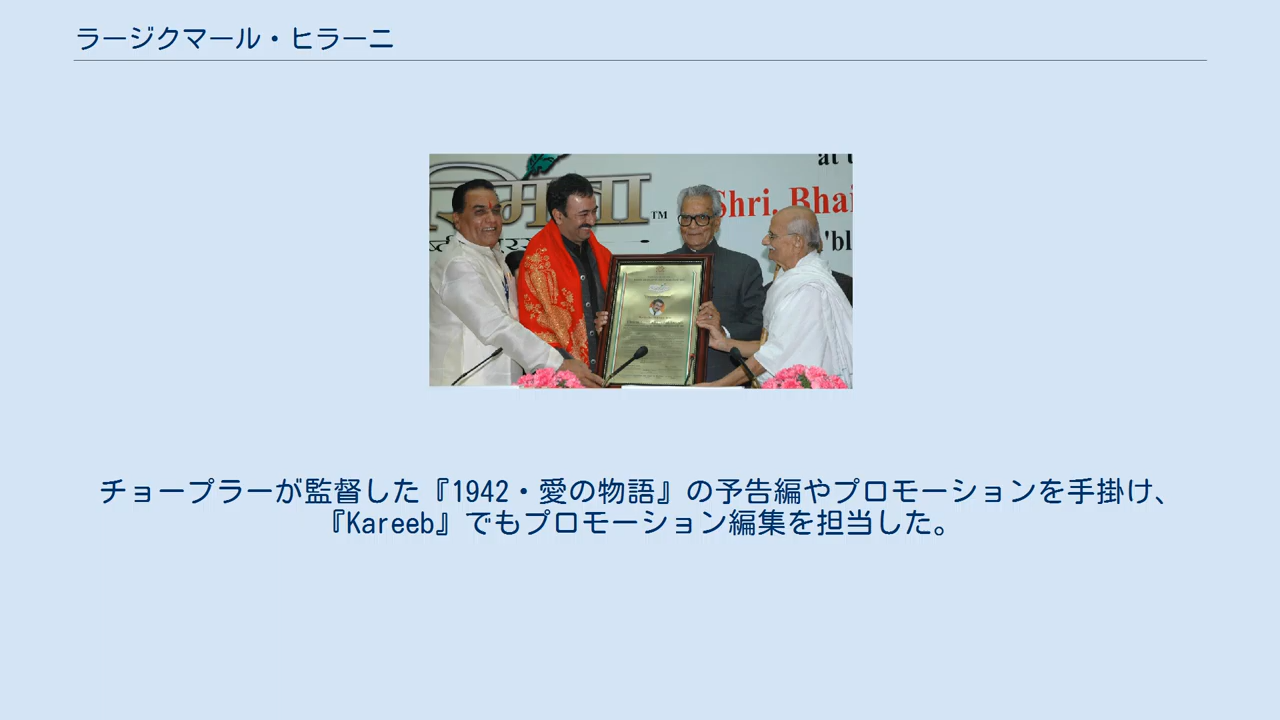 ラージクマール・ヒラーニ
at
Shri. Bhai
TM
チョープラーが監督した『1942・愛の物語』の予告編やプロモーションを手掛け、
『Kareeb』でもプロモーション編集を担当した。